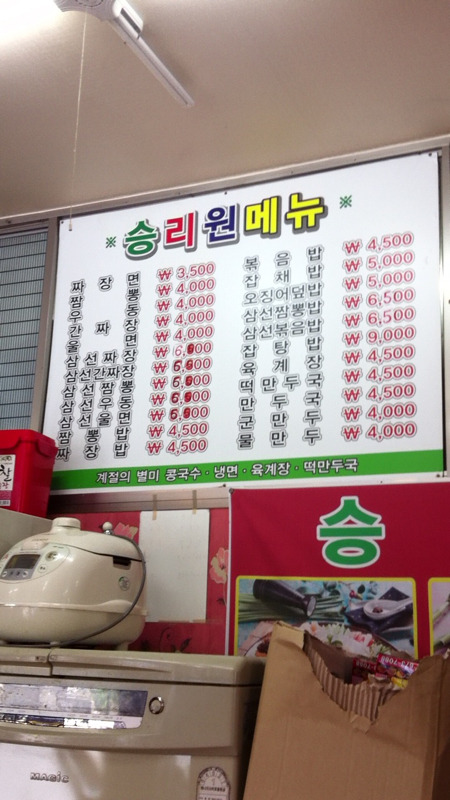 ※ 승리원메뉴 ※
짜장면 ₩ 3,500
짬뽕 ₩ 4,000
우동 ₩ 4,000
간짜장 ₩ 4,000
울면 ₩ 4,000
삼선짜장 ₩ 6,000
삼선간짜장 ₩ 6,000
삼선짬뽕 ₩ 6,000
삼선우동 ₩ 6,000
삼선울면 ₩ 6,000
짬뽕밥 ₩ 4,500
짜장밥 ₩ 4,500
볶음밥 ₩ 4,500
잡채밥 ₩ 5,000
오징어덮밥 ₩ 5,000
삼선짬뽕밥 ₩ 6,500
삼선볶음밥 ₩ 6,500
잡탕밥 ₩ 9,000
육계장 ₩ 4,500
떡만두국 ₩ 4,500
만두국 ₩ 4,500
군만두 ₩ 4,000
물만두 ₩ 4,000
계절의 별미 콩국수 · 냉면 · 육계장 · 떡만두국
찰
승
MAGIC